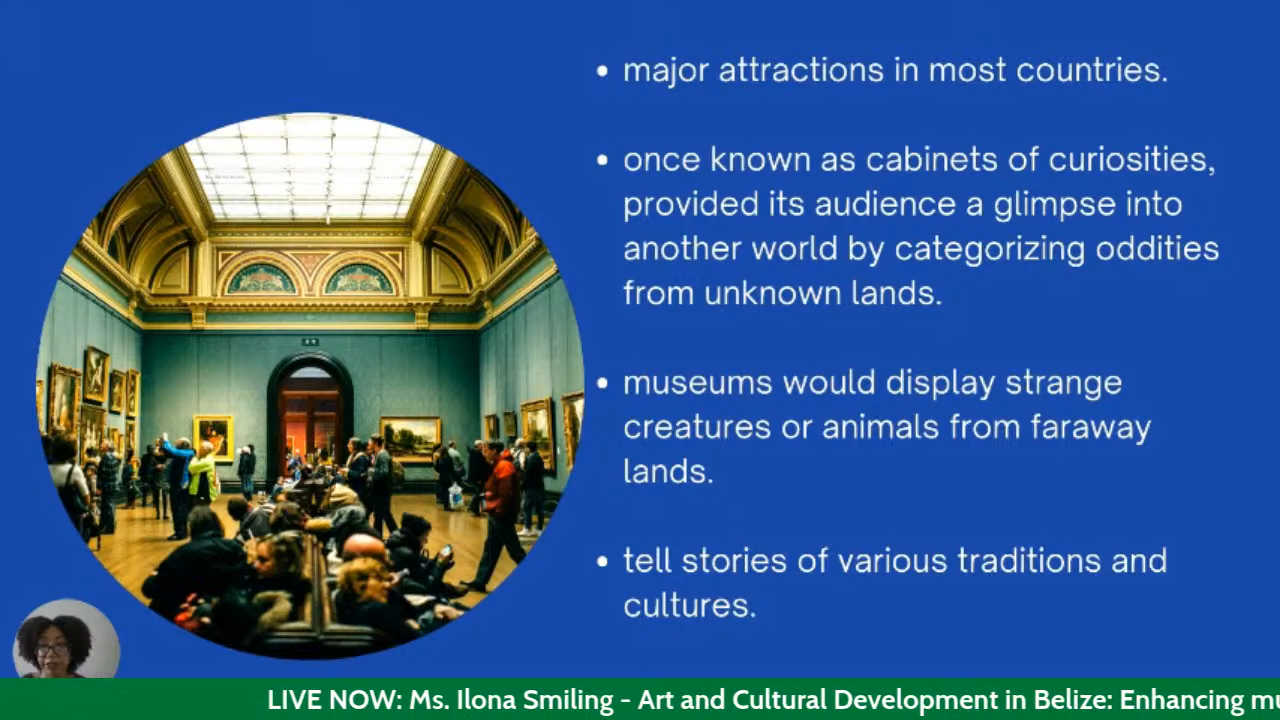 • major attractions in most countries.
• once known as cabinets of curiosities,
provided its audience a glimpse into
another world by categorizing oddities
from unknown lands.
• museums would display strange
creatures or animals from faraway
lands.
• tell stories of various traditions and
cultures.
LIVE NOW: Ms. Ilona Smiling - Art and Cultural Development in Belize: Enhancing